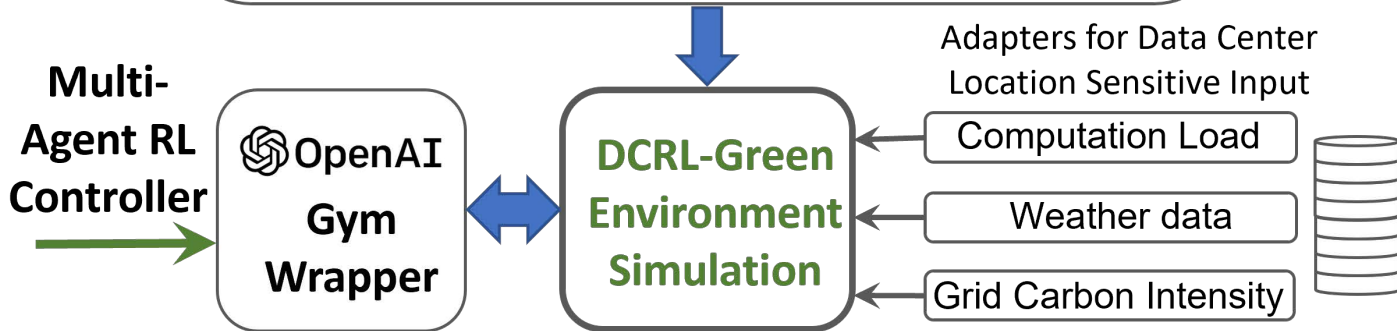 Multi-
Agent RL
Controller
OpenAI
Gym
Wrapper
DCRL-Green
Environment
Simulation
Adapters for Data Center
Location Sensitive Input
Computation Load
Weather data
Grid Carbon Intensity